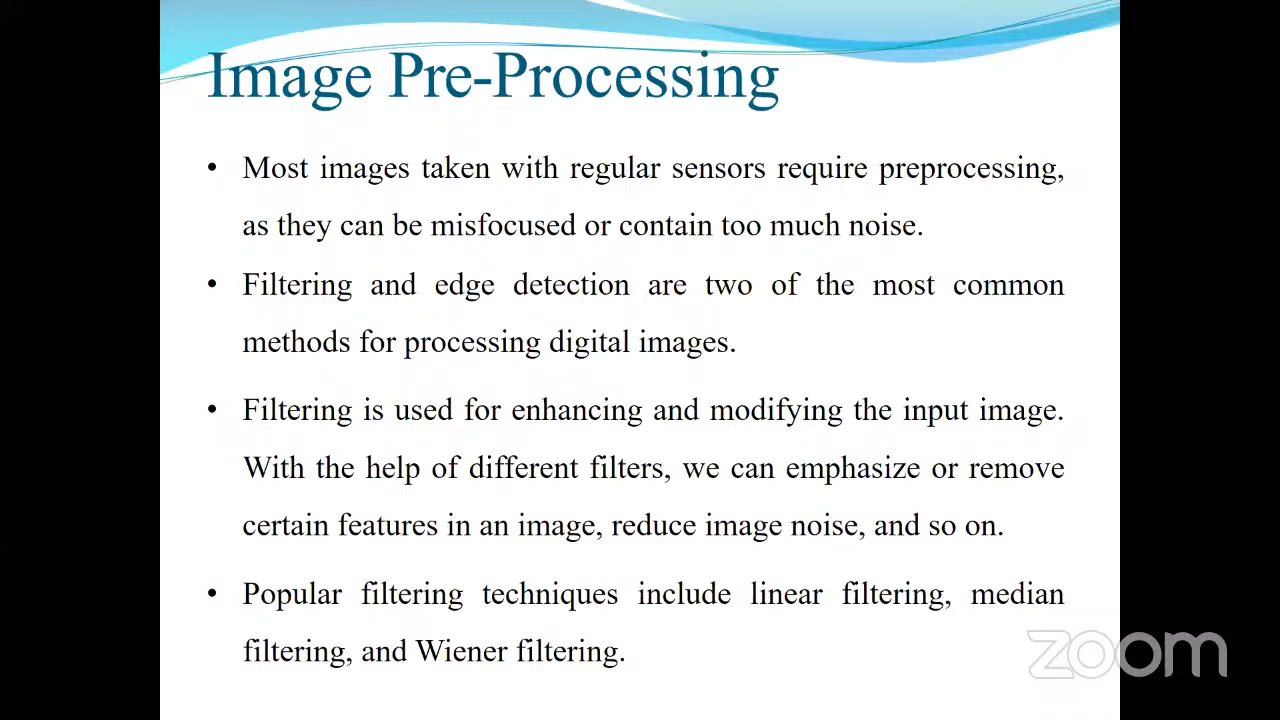 Image Pre-Processing
• Most images taken with regular sensors require preprocessing,
as they can be misfocused or contain too much noise.
• Filtering and edge detection are two of the most common
methods for processing digital images.
• Filtering is used for enhancing and modifying the input image.
With the help of different filters, we can emphasize or remove
certain features in an image, reduce image noise, and so on.
• Popular filtering techniques include linear filtering, median
filtering, and Wiener filtering.
zoom